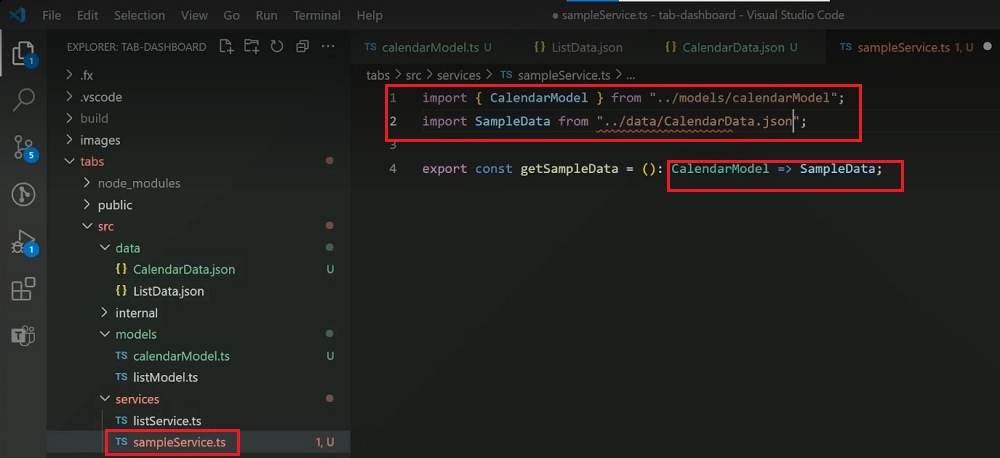 File Edit Selection View Go Run Terminal Help
● sampleService.ts - tab-dashboard - Visual Studio Code
EXPLORER: TAB-DASHBOARD
.fx
.vscode
build
images
tabs
node_modules
public
src
data
{} CalendarData.json U
{} ListData.json
internal
models
TS calendarModel.ts U
TS listModel.ts
services
TS listService.ts
TS sampleService.ts 1, U
1
5
1
TS calendarModel.ts U {} ListData.json {} CalendarData.json U TS sampleService.ts 1, U ●
tabs > src > services > TS sampleService.ts > ...
1 import { CalendarModel } from "../models/calendarModel";
2 import SampleData from "../data/CalendarData.json";
3
4 export const getSampleData = (): CalendarModel => SampleData;